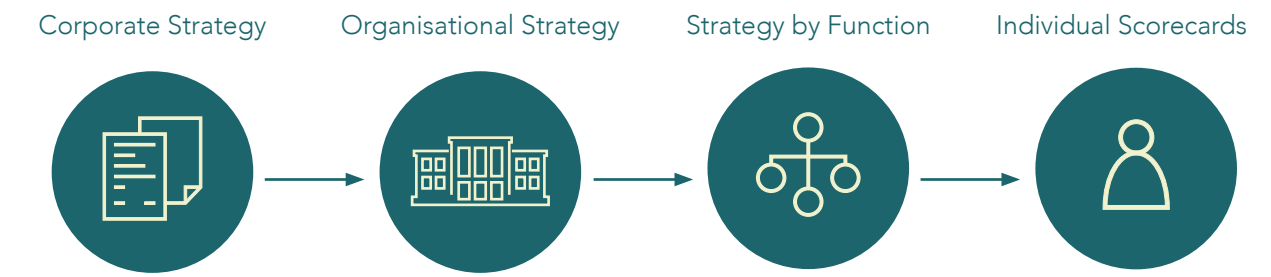 Corporate Strategy
Organisational Strategy
Strategy by Function
Individual Scorecards